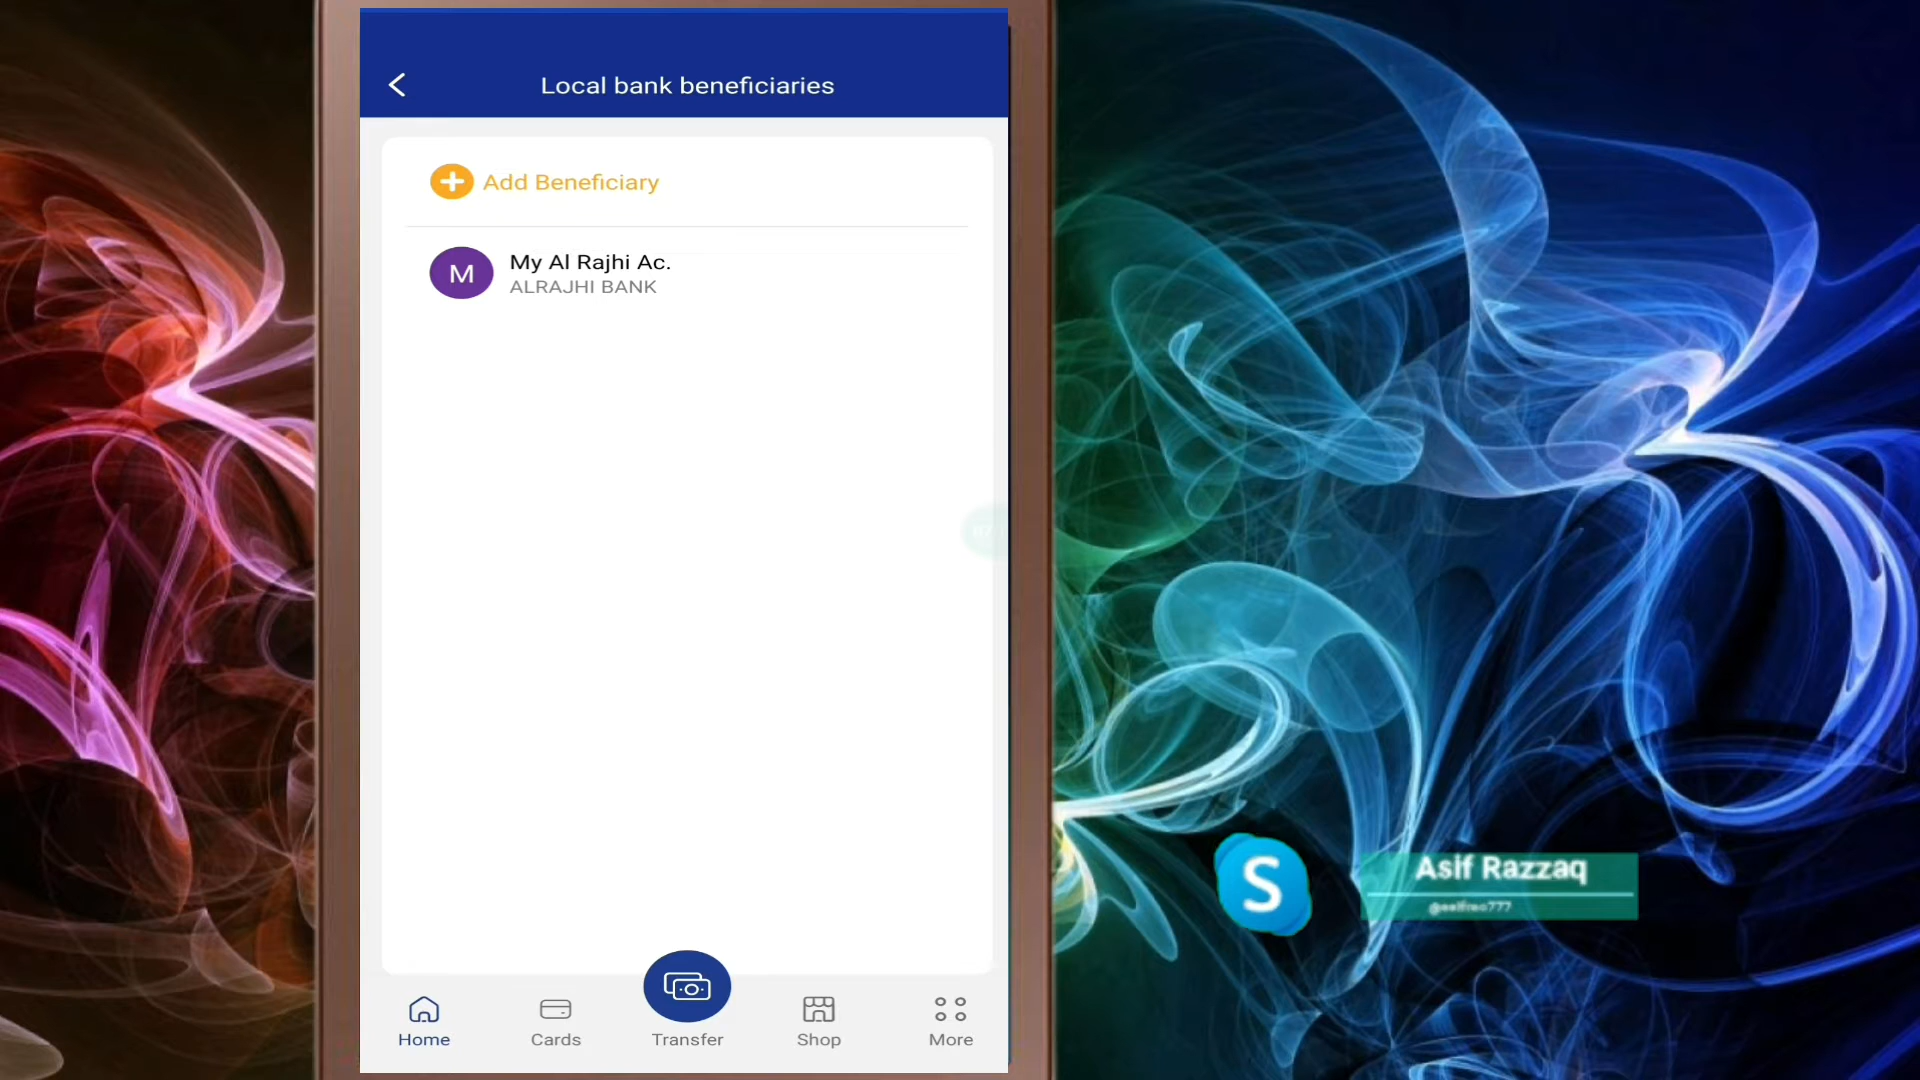 Local bank beneficiaries
Add Beneficiary
M
My Al Rajhi Ac.
ALRAJHI BANK
Home
Cards
Transfer
Shop
More
S
Asif Razzaq